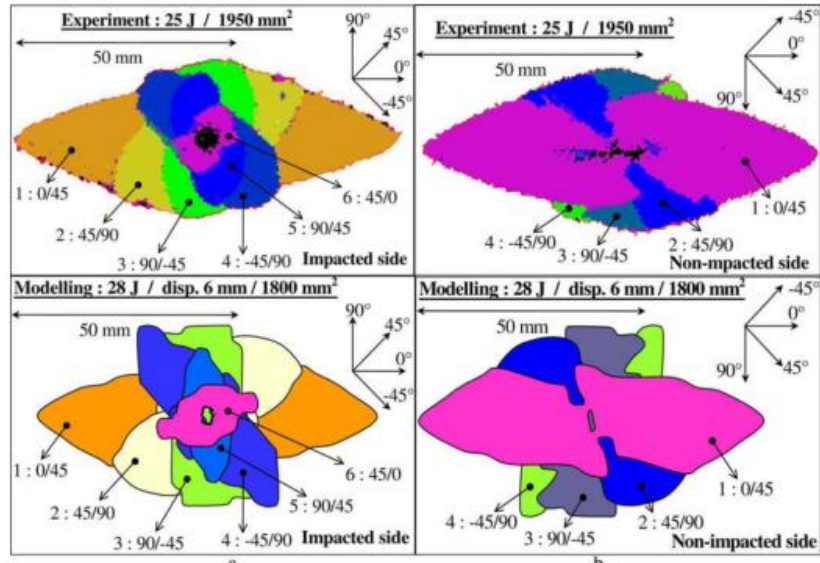 Experiment : 25 J / 1950 mm²
50 mm
90°
45°
0°
-45°
1 : 0/45
2 : 45/90
3 : 90/-45
4 : -45/90
5 : 90/45
6 : 45/0
Impacted side
Experiment : 25 J / 1950 mm²
50 mm
-45°
0°
45°
90°
1 : 0/45
4 : -45/90
3 : 90/-45
2 : 45/90
Non-mpacted side
Modelling : 28 J / disp. 6 mm / 1800 mm²
50 mm
90°
45°
0°
-45°
1 : 0/45
2 : 45/90
3 : 90/-45
4 : -45/90
5 : 90/45
6 : 45/0
Impacted side
Modelling : 28 J / disp. 6 mm / 1800 mm²
50 mm
-45°
0°
45°
90°
1 : 0/45
4 : -45/90
3 : 90/-45
2 : 45/90
Non-impacted side